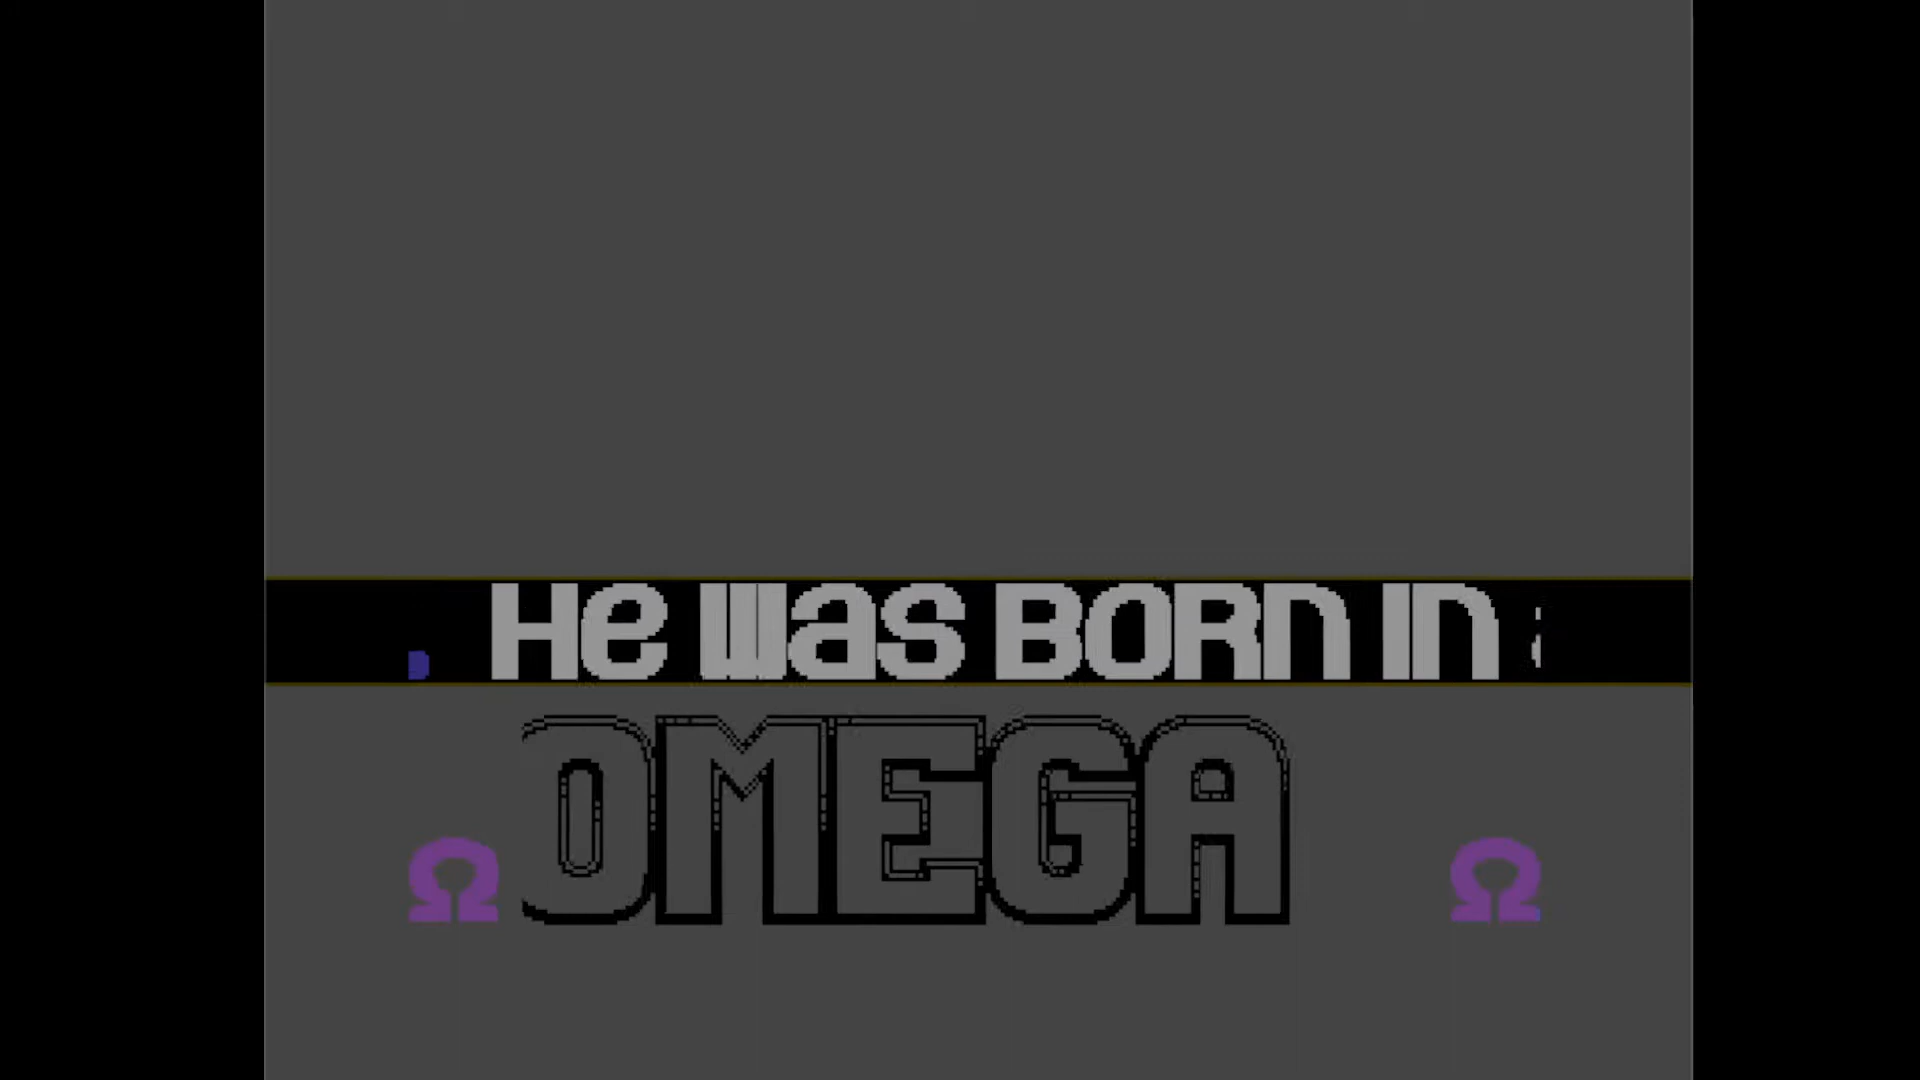 . He was Born in
OMEGA
Ω Ω